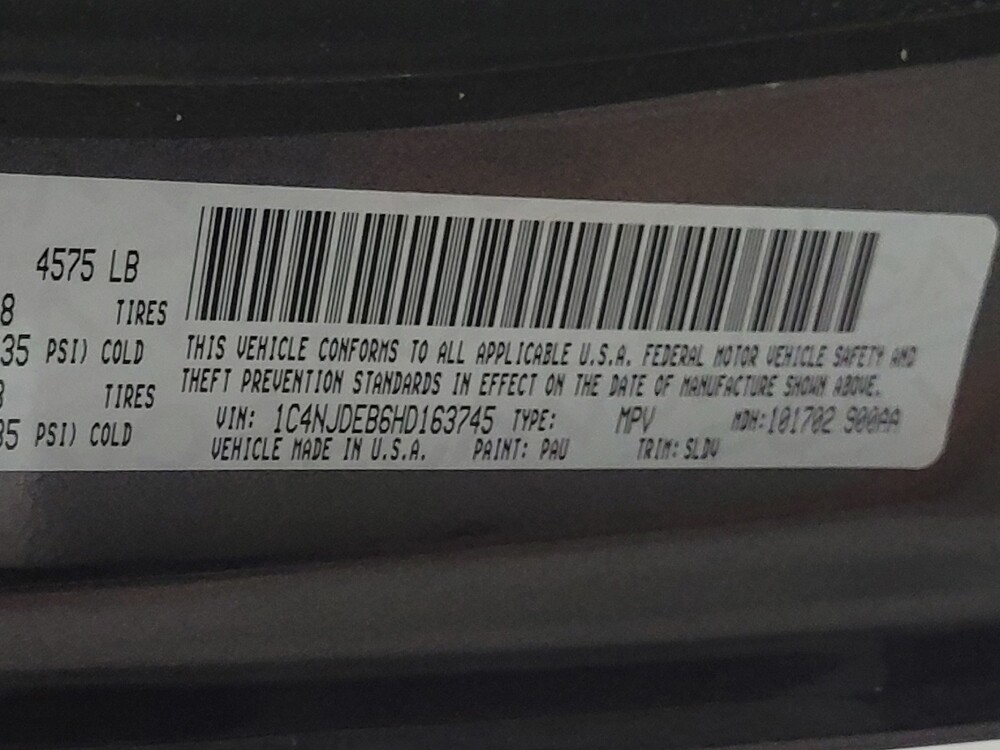 4575 LB
8 TIRES
35 PSI) COLD
TIRES
35 PSI) COLD
THIS VEHICLE CONFORMS TO ALL APPLICABLE U.S.A. FEDERAL MOTOR VEHICLE SAFETY AND
THEFT PREVENTION STANDARDS IN EFFECT ON THE DATE OF MANUFACTURE SHOWN ABOVE.
VIN: 1C4NJDEB6HD163745 TYPE: MPV MDH:101702 900AA
VEHICLE MADE IN U.S.A. PAINT: PAU TRIM: SLDV